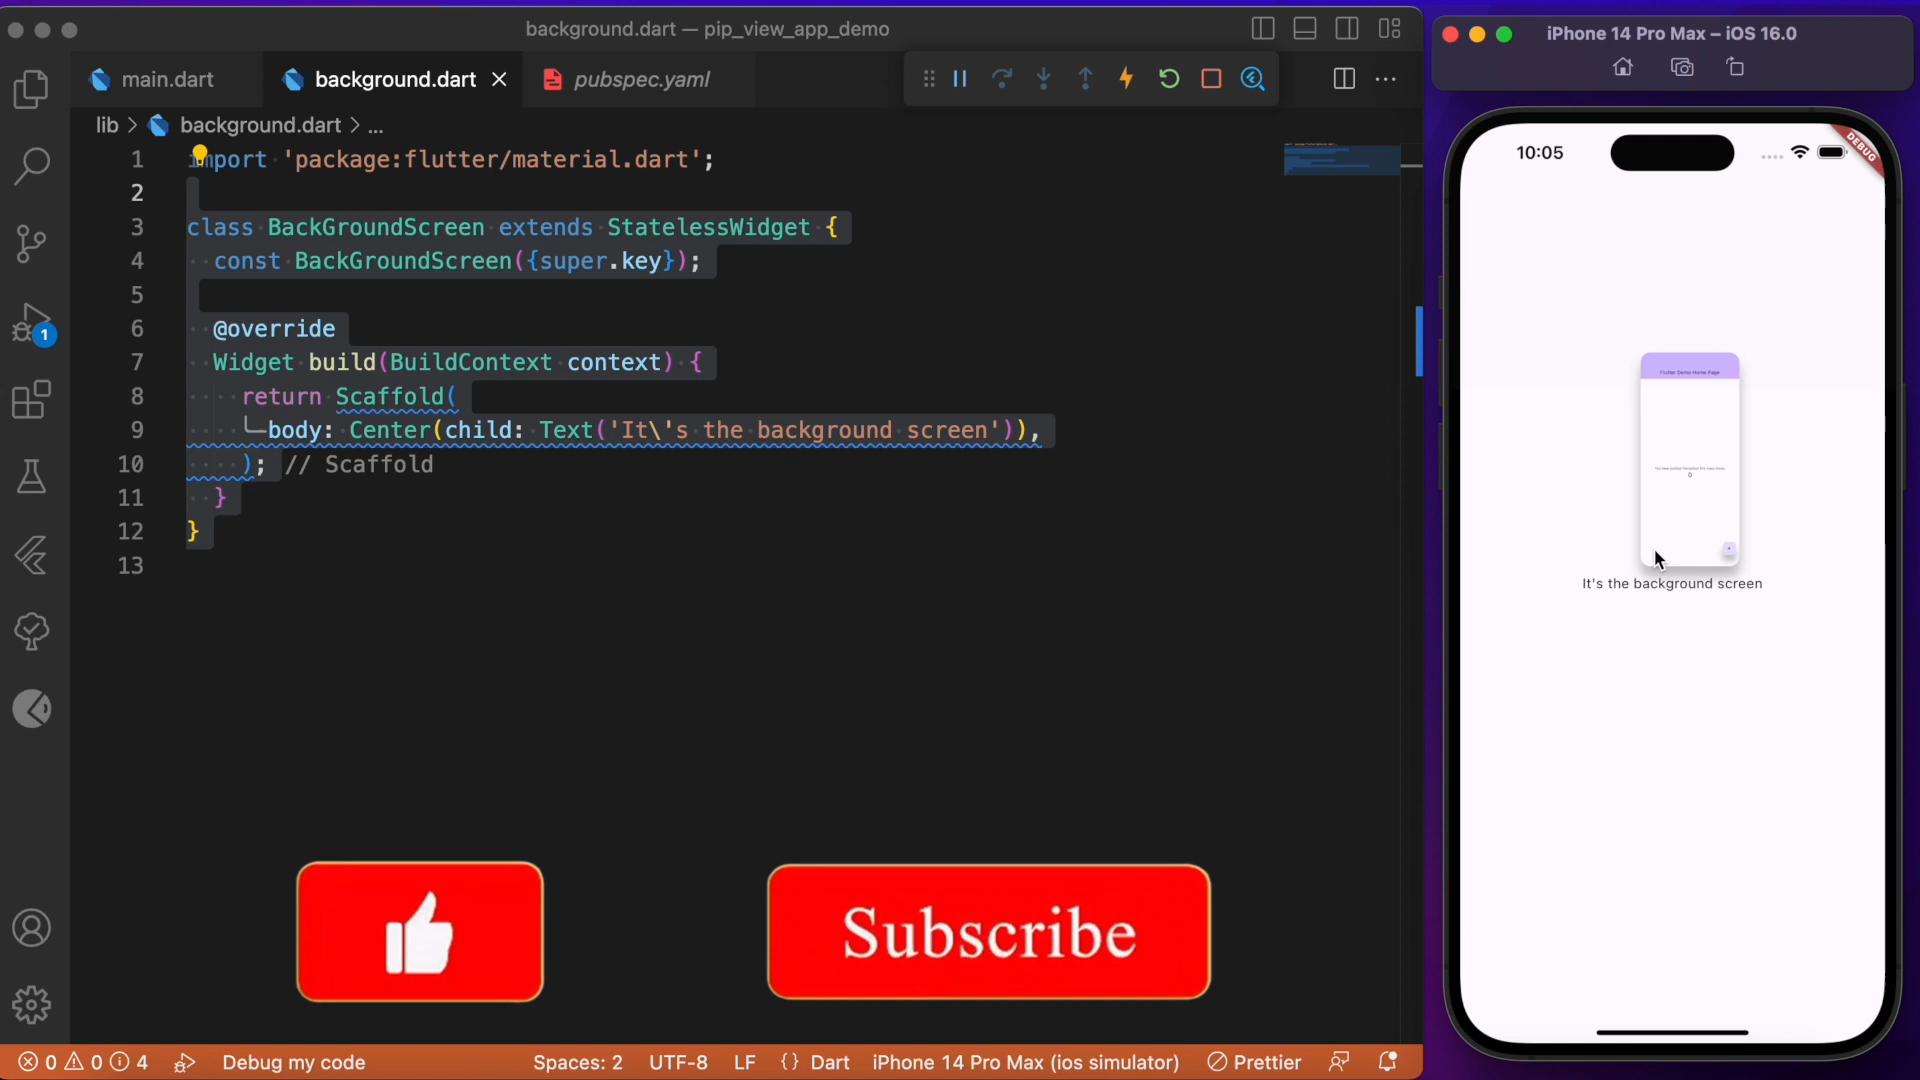 background.dart — pip_view_app_demo
main.dart
background.dart
pubspec.yaml
lib > background.dart > ...
1 import 'package:flutter/material.dart';
2
3 class BackGroundScreen extends StatelessWidget {
4 const BackGroundScreen({super.key});
5
6 @override
7 Widget build(BuildContext context) {
8 return Scaffold(
9 body: Center(child: Text('It\'s the background screen')),
10 ); // Scaffold
11 }
12 }
13
1
Subscribe
0 0 4 Debug my code Spaces: 2 UTF-8 LF {} Dart iPhone 14 Pro Max (ios simulator) Prettier
iPhone 14 Pro Max – iOS 16.0
10:05
DEBUG
Flutter Demo Home Page
0
It's the background screen